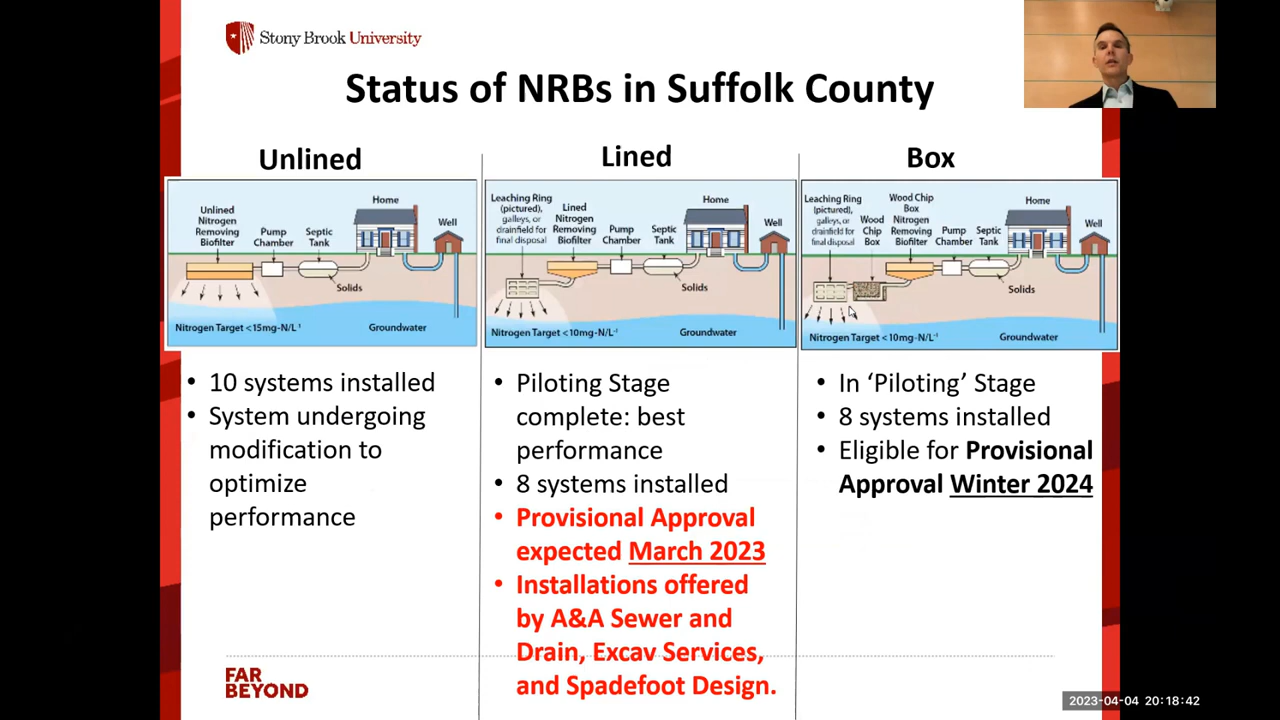 Stony Brook University
Status of NRBs in Suffolk County
Unlined
Unlined
Nitrogen
Removing
Biofilter
Pump
Chamber
Septic
Tank
Home
Well
Solids
Nitrogen Target <15mg-N/L
Groundwater
• 10 systems installed
• System undergoing
modification to
optimize
performance
Lined
Leaching Ring
(pictured),
galleys, or
drainfield for
final disposal
Lined
Nitrogen
Removing
Biofilter
Pump
Chamber
Septic
Tank
Home
Well
Solids
Nitrogen Target <10mg-N/L⁻¹
Groundwater
• Piloting Stage
complete: best
performance
• 8 systems installed
• Provisional Approval
expected March 2023
• Installations offered
by A&A Sewer and
Drain, Excav Services,
and Spadefoot Design.
Box
Leaching Ring
(pictured),
galleys, or
drainfield for
final disposal
Wood
Chip
Box
Wood Chip
Box
Nitrogen
Removing
Biofilter
Pump
Chamber
Septic
Tank
Home
Well
Solids
Nitrogen Target <10mg-N/L⁻¹
Groundwater
• In ‘Piloting’ Stage
• 8 systems installed
• Eligible for Provisional
Approval Winter 2024
FAR
BEYOND
2023-04-04 20:18:42